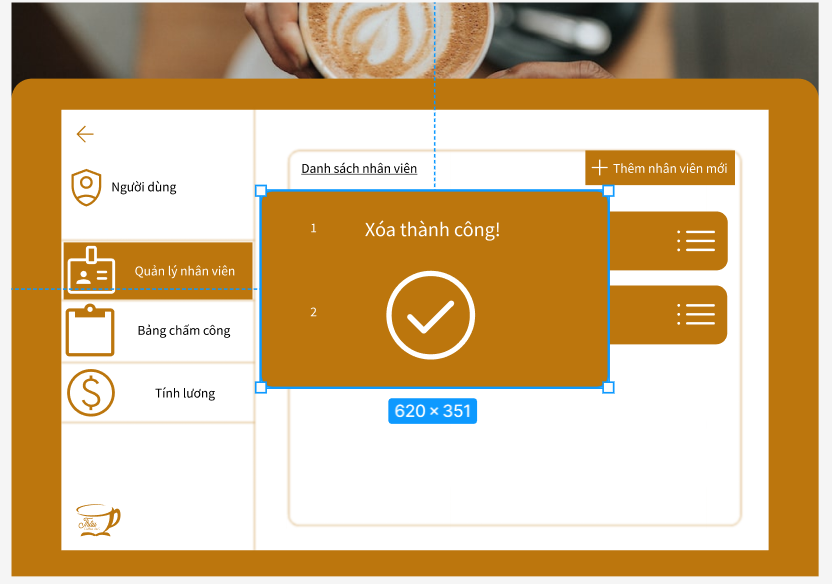 Danh sách nhân viên
Thêm nhân viên mới
Người dùng
1
Xóa thành công!
Quản lý nhân viên
2
Bảng chấm công
Tính lương
620 × 351